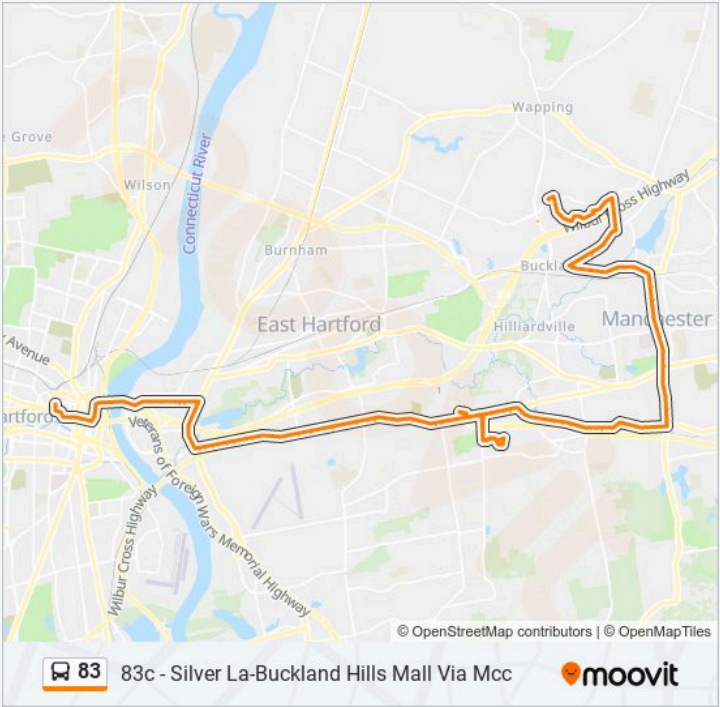 Wapping
e Grove
Wilson
Connecticut River
Wilbur Cross Highway
Burnham
Buckla
East Hartford
Hilliardville
Manchester
y Avenue
artford
Veterans of Foreign Wars Memorial Highway
Wilbur Cross Highway
© OpenStreetMap contributors | © OpenMapTiles
83 83c - Silver La-Buckland Hills Mall Via Mcc moovit